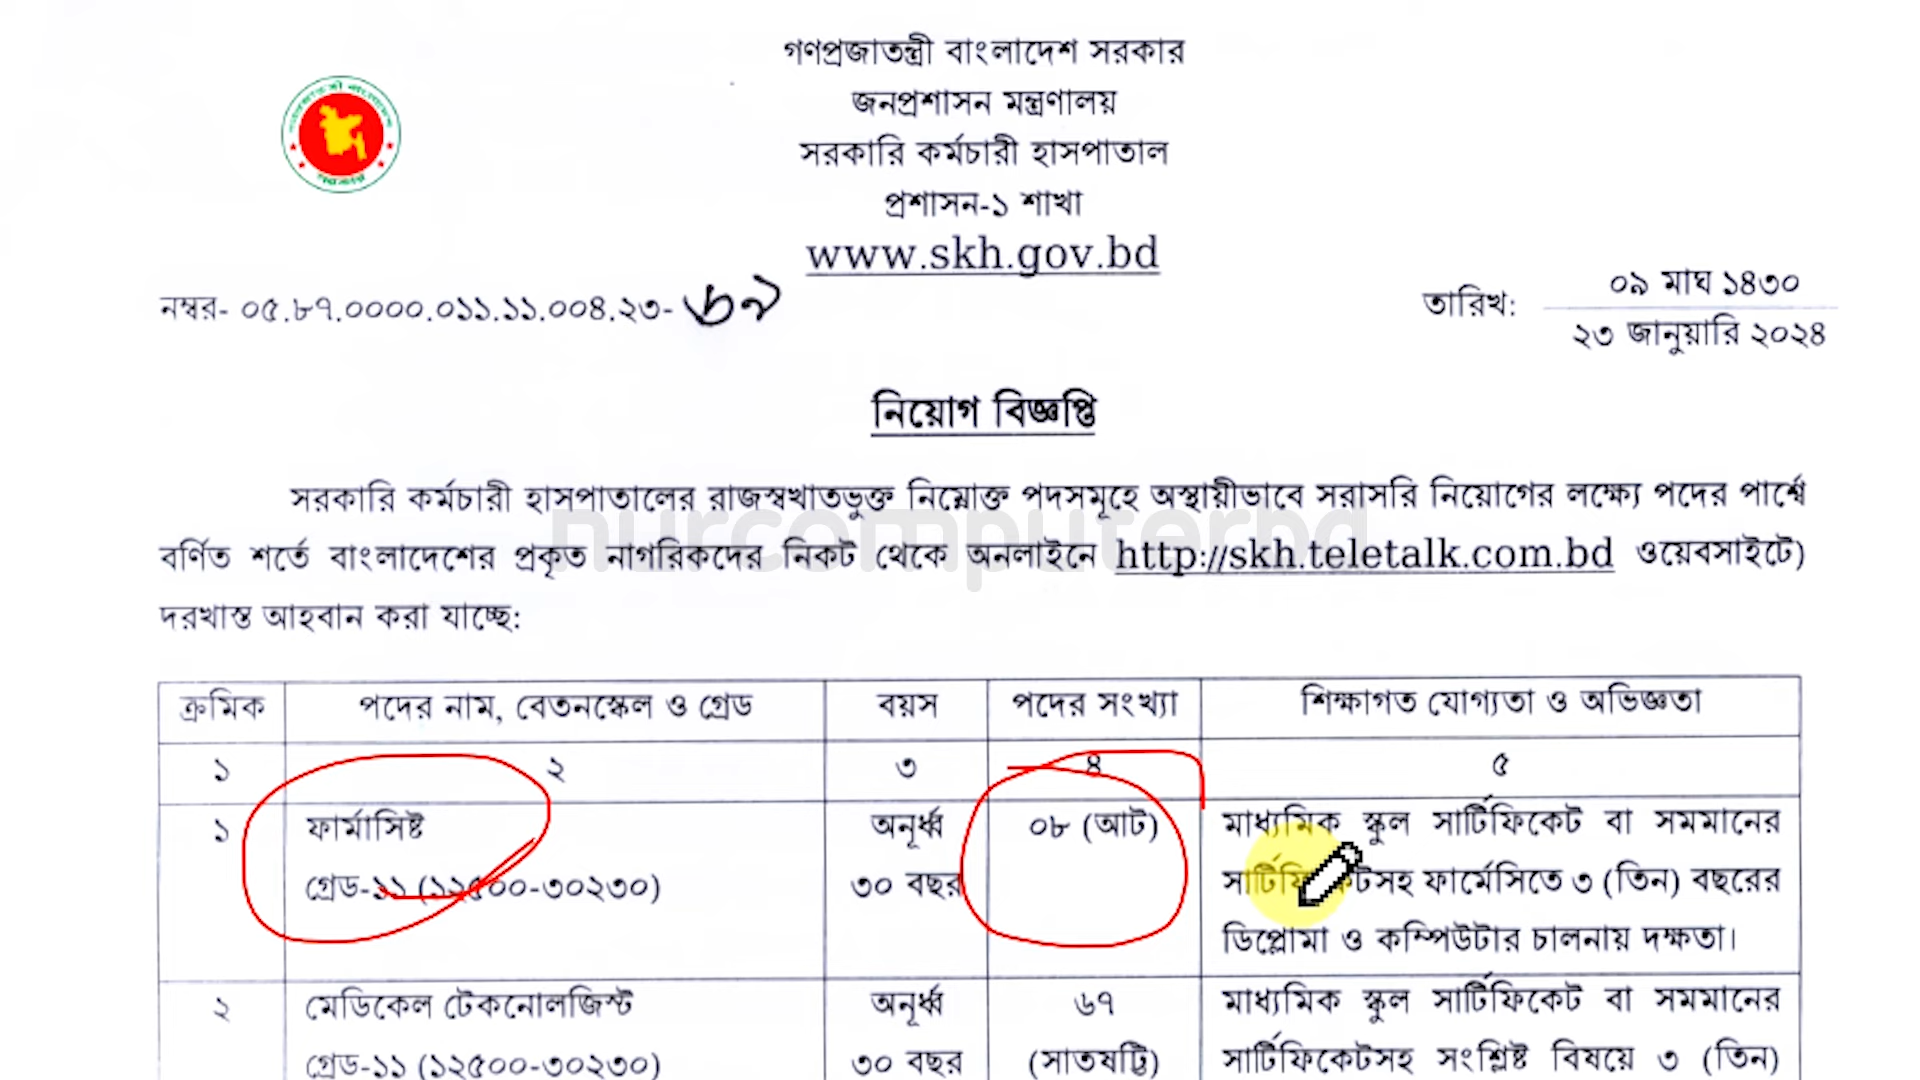 গণপ্রজাতন্ত্রী বাংলাদেশ সরকার
জনপ্রশাসন মন্ত্রণালয়
সরকারি কর্মচারী হাসপাতাল
প্রশাসন-১ শাখা
www.skh.gov.bd
নম্বর- ০৫.৮৭.০০০০.০১১.১১.০০৪.২৩-৬৯
তারিখ: ০৯ মাঘ ১৪৩০
২৩ জানুয়ারি ২০২৪
নিয়োগ বিজ্ঞপ্তি
সরকারি কর্মচারী হাসপাতালের রাজস্বখাতভুক্ত নিম্নোক্ত পদসমূহে অস্থায়ীভাবে সরাসরি নিয়োগের লক্ষ্যে পদের পার্শ্বে
বর্ণিত শর্তে বাংলাদেশের প্রকৃত নাগরিকদের নিকট থেকে অনলাইনে http://skh.teletalk.com.bd ওয়েবসাইটে)
দরখাস্ত আহবান করা যাচ্ছে:
nurcomputerbd
ক্রমিক পদের নাম, বেতনস্কেল ও গ্রেড বয়স পদের সংখ্যা শিক্ষাগত যোগ্যতা ও অভিজ্ঞতা
১ ২ ৩ ৪ ৫
১ ফার্মাসিষ্ট অনূর্ধ্ব ০৮ (আট) মাধ্যমিক স্কুল সার্টিফিকেট বা সমমানের
গ্রেড-১১ (১২৫০০-৩০২৩০) ৩০ বছর সার্টিফিকেটসহ ফার্মেসিতে ৩ (তিন) বছরের
ডিপ্লোমা ও কম্পিউটার চালনায় দক্ষতা।
২ মেডিকেল টেকনোলজিস্ট অনূর্ধ্ব ৬৭ মাধ্যমিক স্কুল সার্টিফিকেট বা সমমানের
গ্রেড-১১ (১২৫০০-৩০২৩০) ৩০ বছর (সাতষট্টি) সার্টিফিকেটসহ সংশ্লিষ্ট বিষয়ে ৩ (তিন)